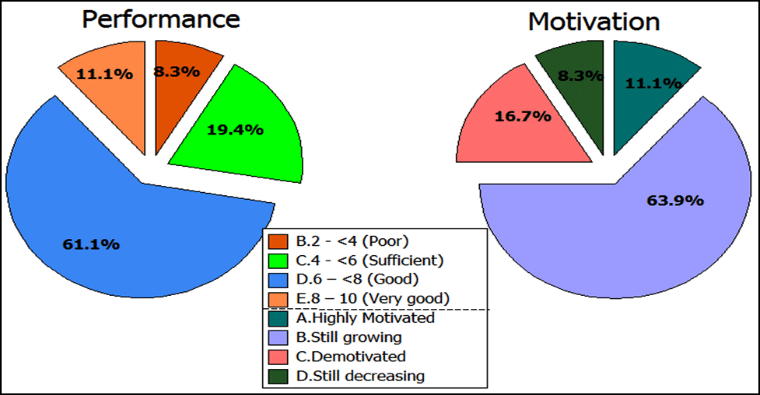 Performance
Motivation
11.1%
8.3%
19.4%
61.1%
8.3%
11.1%
16.7%
63.9%
B.2 - <4 (Poor)
C.4 - <6 (Sufficient)
D.6 – <8 (Good)
E.8 – 10 (Very good)
A.Highly Motivated
B.Still growing
C.Demotivated
D.Still decreasing